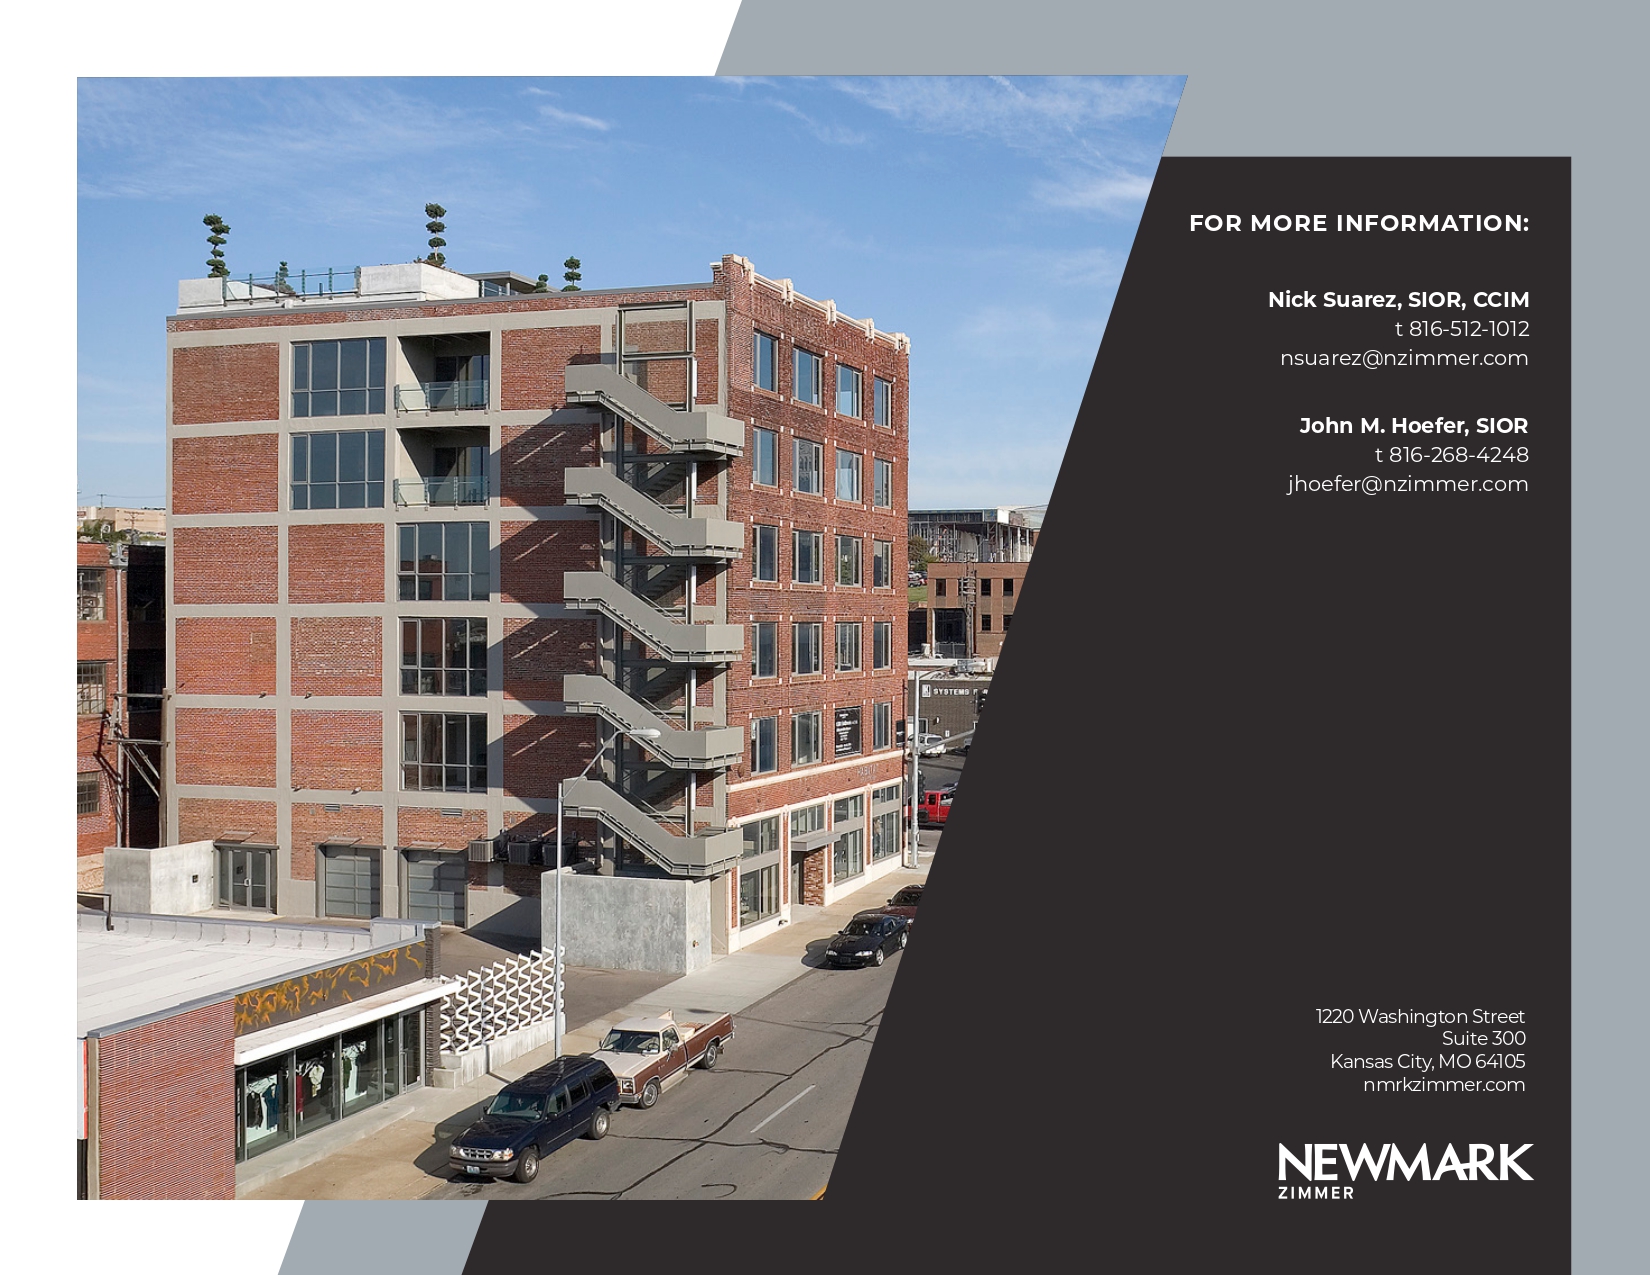 FOR MORE INFORMATION:
Nick Suarez, SIOR, CCIM
t 816-512-1012
nsuarez@nzimmer.com
John M. Hoefer, SIOR
t 816-268-4248
jhoefer@nzimmer.com
SYSTEMS
1220 Washington Street
Suite 300
Kansas City, MO 64105
nmrkzimmer.com
NEWMARK
ZIMMER